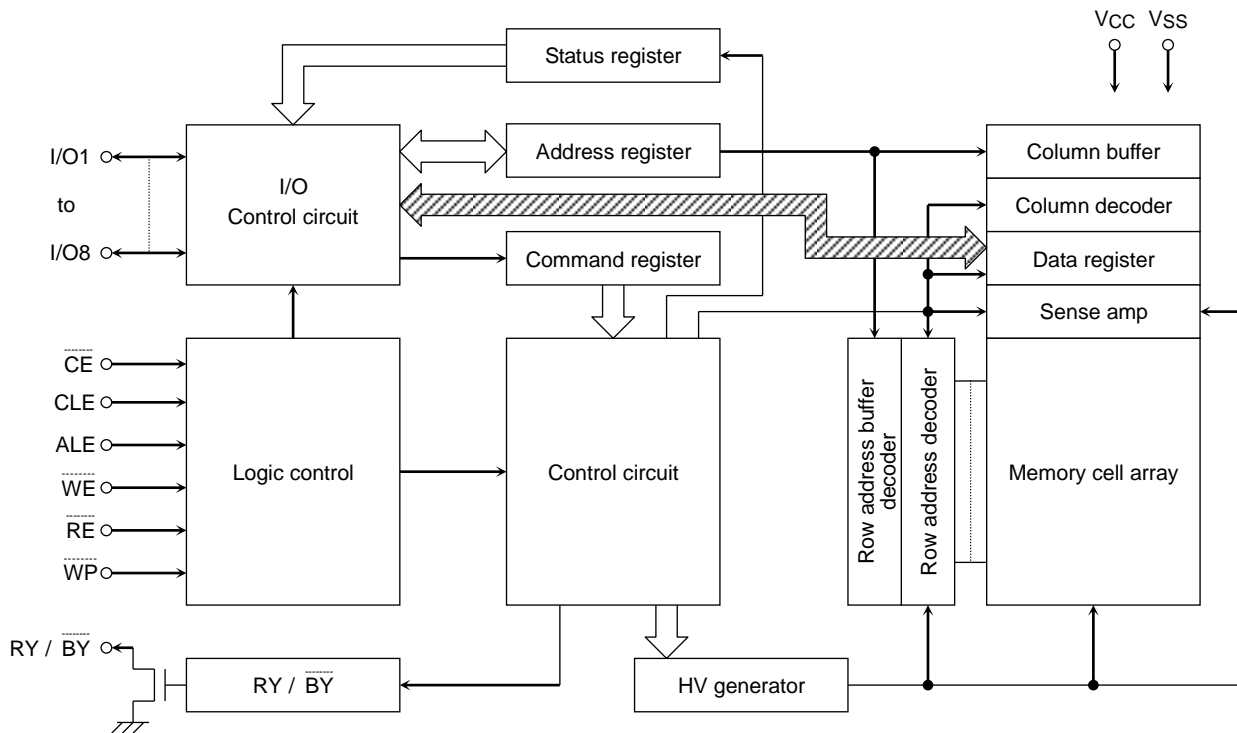 VCC VSS
Status register
I/O1
to
I/O8
I/O
Control circuit
Address register
Command register
Column buffer
Column decoder
Data register
Sense amp
CE
CLE
ALE
WE
RE
WP
Logic control
Control circuit
Row address buffer
decoder
Row address decoder
Memory cell array
RY / BY
RY / BY
HV generator